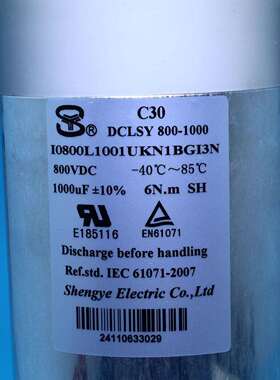 C30
® DCLSY 800-1000
I0800L1001UKN1BGI3N
800VDC -40℃～85℃
1000uF ±10% 6N.m SH
E185116 EN61071
Discharge before handling
Ref.std. IEC 61071-2007
Shengye Electric Co.,Ltd
24110633029